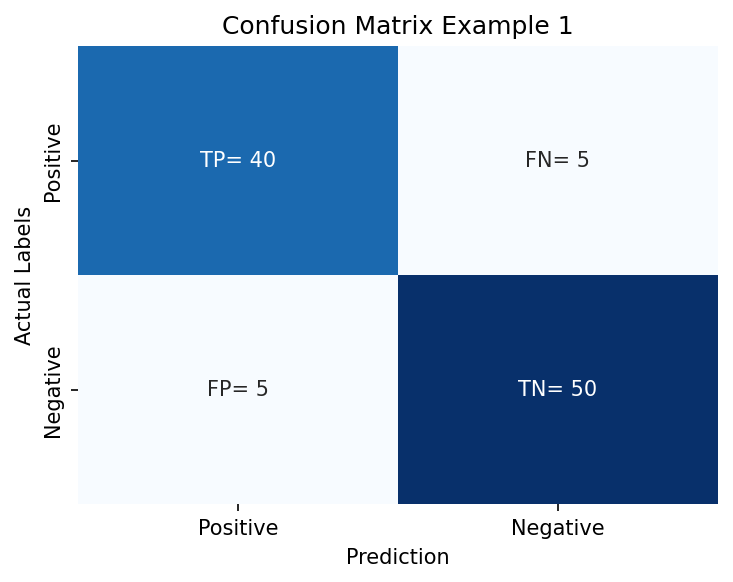 Confusion Matrix Example 1
Actual Labels
Positive
TP= 40
FN= 5
Negative
FP= 5
TN= 50
Positive
Negative
Prediction